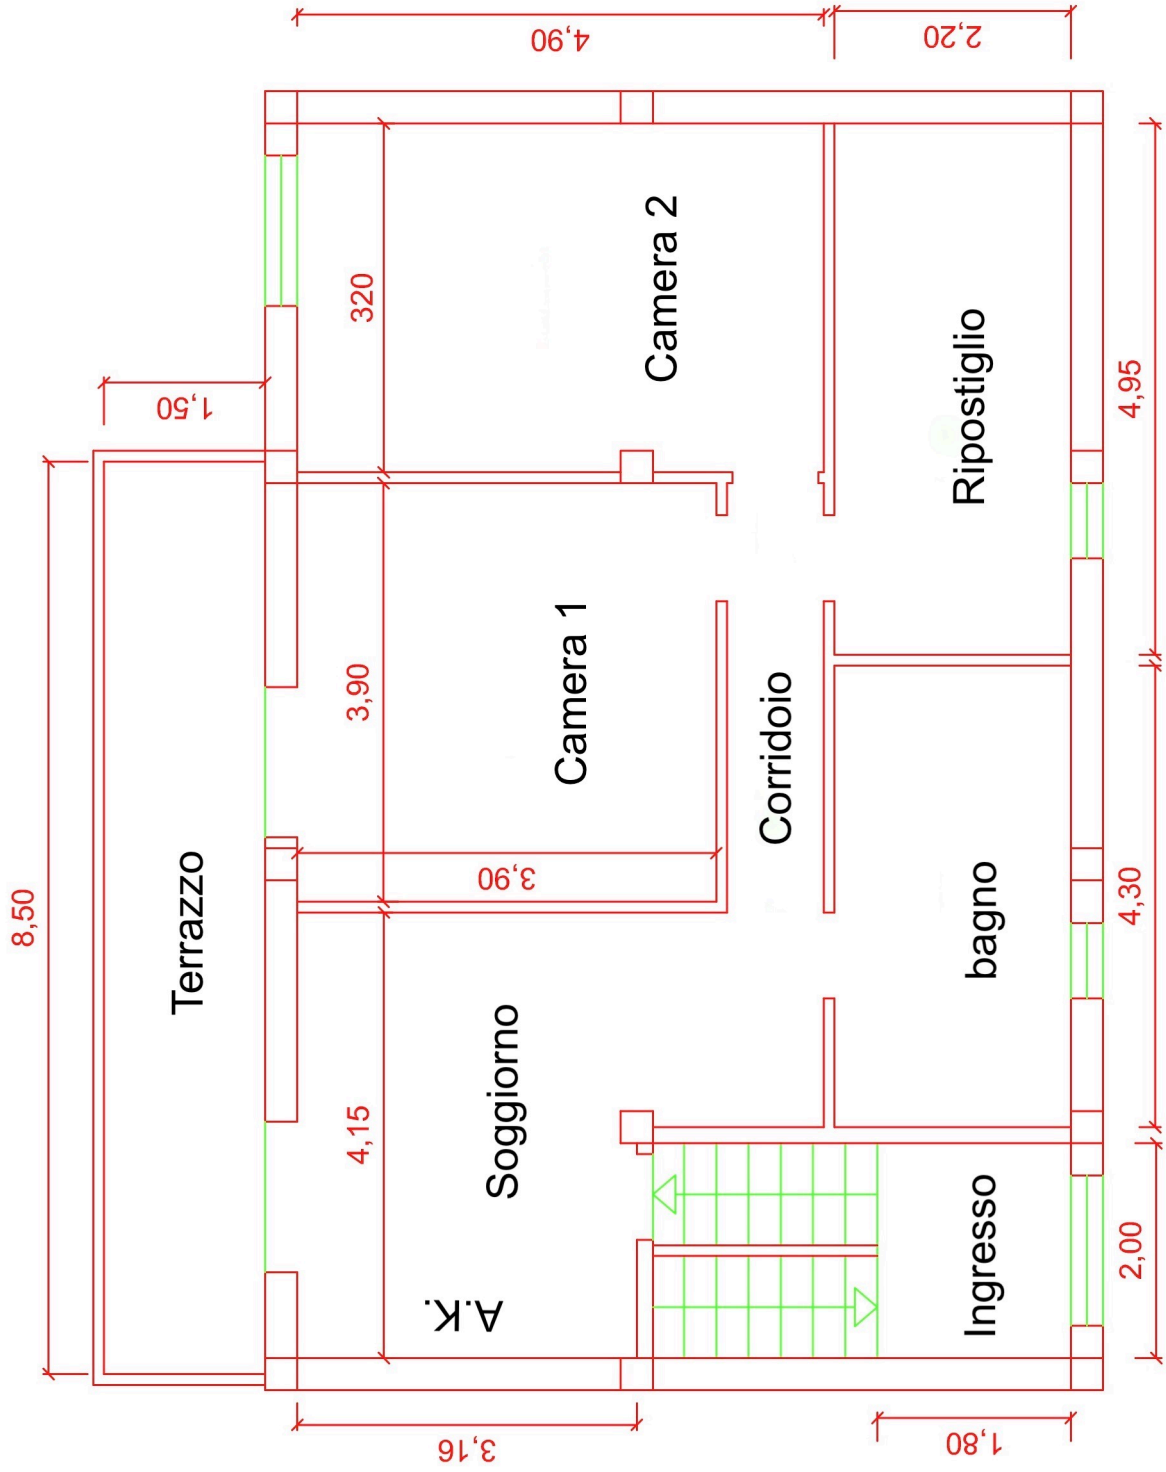 8,50
Terrazzo
1,50
4,15
3,90
320
3,90
A.K.
Soggiorno
Camera 1
Camera 2
Corridoio
Ingresso
bagno
Ripostiglio
2,00
4,30
4,95
3,16
1,80
4,90
2,20